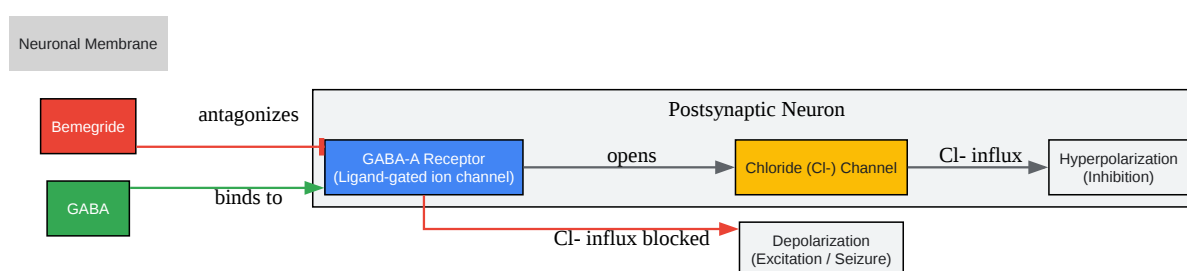 Neuronal Membrane
Bemegride
antagonizes
Postsynaptic Neuron
GABA-A Receptor
(Ligand-gated ion channel)
opens
Chloride (Cl-) Channel
Cl- influx
Hyperpolarization
(Inhibition)
GABA
binds to
Cl- influx blocked
Depolarization
(Excitation / Seizure)